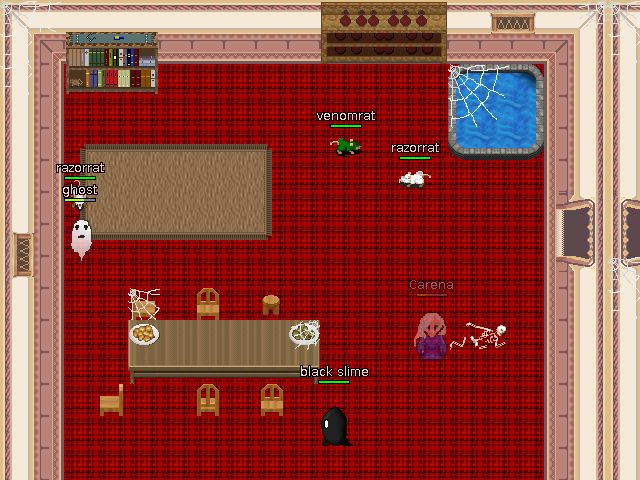 venomrat
razorrat
razorrat
ghost
Carena
black slime